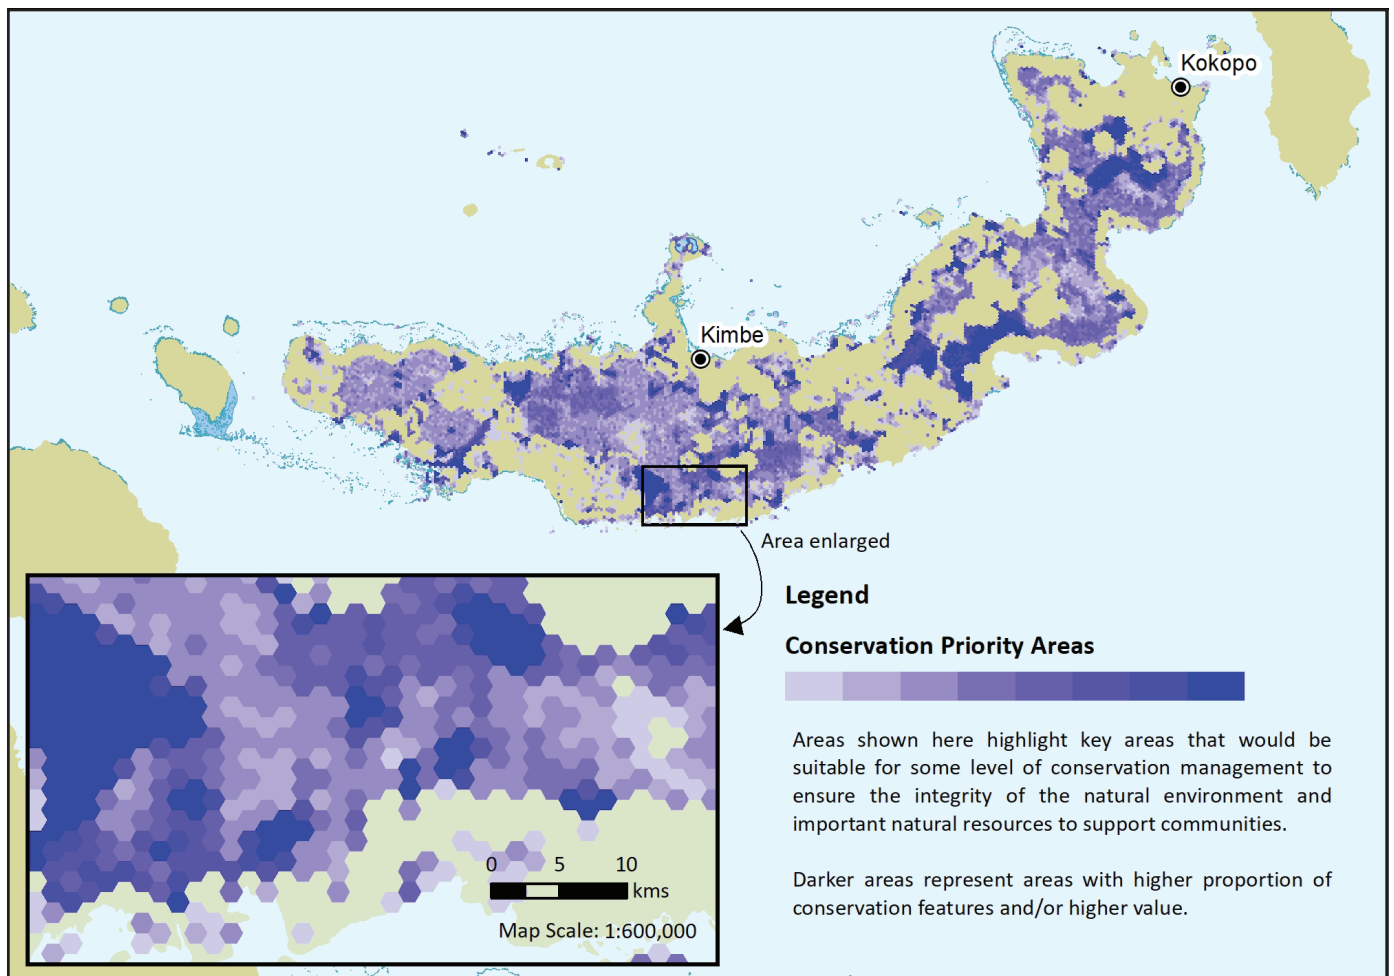 Kokopo
Kimbe
Area enlarged
Legend
Conservation Priority Areas
Areas shown here highlight key areas that would be
suitable for some level of conservation management to
ensure the integrity of the natural environment and
important natural resources to support communities.
Darker areas represent areas with higher proportion of
conservation features and/or higher value.
0 5 10
kms
Map Scale: 1:600,000